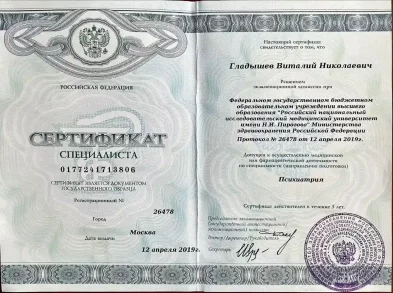 РОССИЙСКАЯ ФЕДЕРАЦИЯ
СЕРТИФИКАТ
СПЕЦИАЛИСТА
0177241713806
СЕРТИФИКАТ ЯВЛЯЕТСЯ ДОКУМЕНТОМ
ГОСУДАРСТВЕННОГО ОБРАЗЦА
Регистрационный №
26478
Город
Москва
Дата выдачи
12 апреля 2019г.
Настоящий сертификат
свидетельствует о том, что
Гладышев Виталий Николаевич
Решением
экзаменационной комиссии при
Федеральном государственном бюджетном
образовательном учреждении высшего
образования "Российский национальный
исследовательский медицинский университет
имени Н.И. Пирогова" Министерства
здравоохранения Российской Федерации
Протокол № 26478 от 12 апреля 2019г.
Допущен к осуществлению медицинской
или фармацевтической деятельности
по специальности (направлению подготовки)
Психиатрия
Сертификат действителен в течение 5 лет.
Председатель экзаменационной
Секретарь